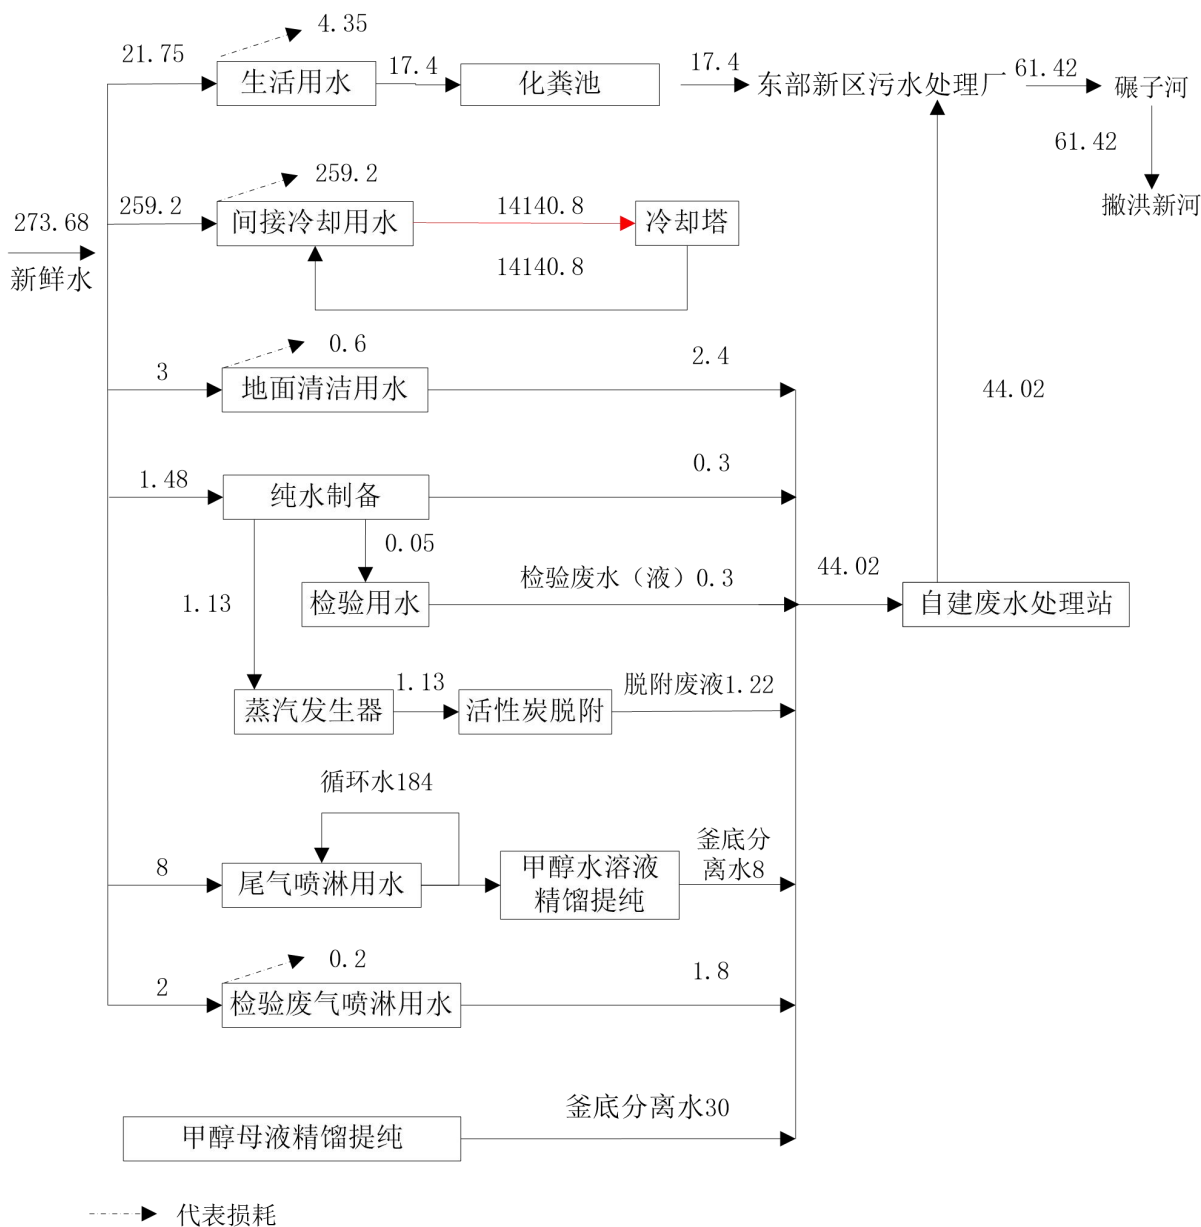 4.35
21.75
生活用水
17.4
化粪池
17.4
东部新区污水处理厂
61.42
碾子河
61.42
撇洪新河
273.68
新鲜水
259.2
259.2
间接冷却用水
14140.8
冷却塔
14140.8
0.6
3
地面清洁用水
2.4
44.02
1.48
纯水制备
0.3
0.05
1.13
检验用水
检验废水（液）0.3
44.02
自建废水处理站
蒸汽发生器
1.13
活性炭脱附
脱附废液1.22
循环水184
8
尾气喷淋用水
甲醇水溶液
精馏提纯
釜底分
离水8
0.2
2
检验废气喷淋用水
1.8
甲醇母液精馏提纯
釜底分离水30
代表损耗